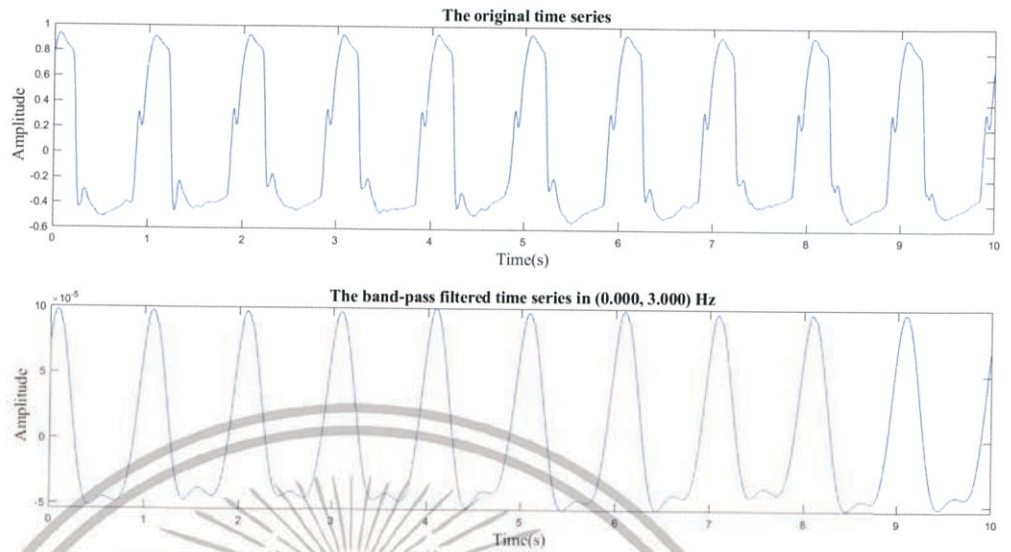 The original time series
1
0.8
0.6
0.4
0.2
0
-0.2
-0.4
-0.6
Amplitude
0 1 2 3 4 5 6 7 8 9 10
Time(s)
The band-pass filtered time series in (0.000, 3.000) Hz
×10-5
10
5
0
-5
Amplitude
0 1 2 3 4 5 6 7 8 9 10
Time(s)